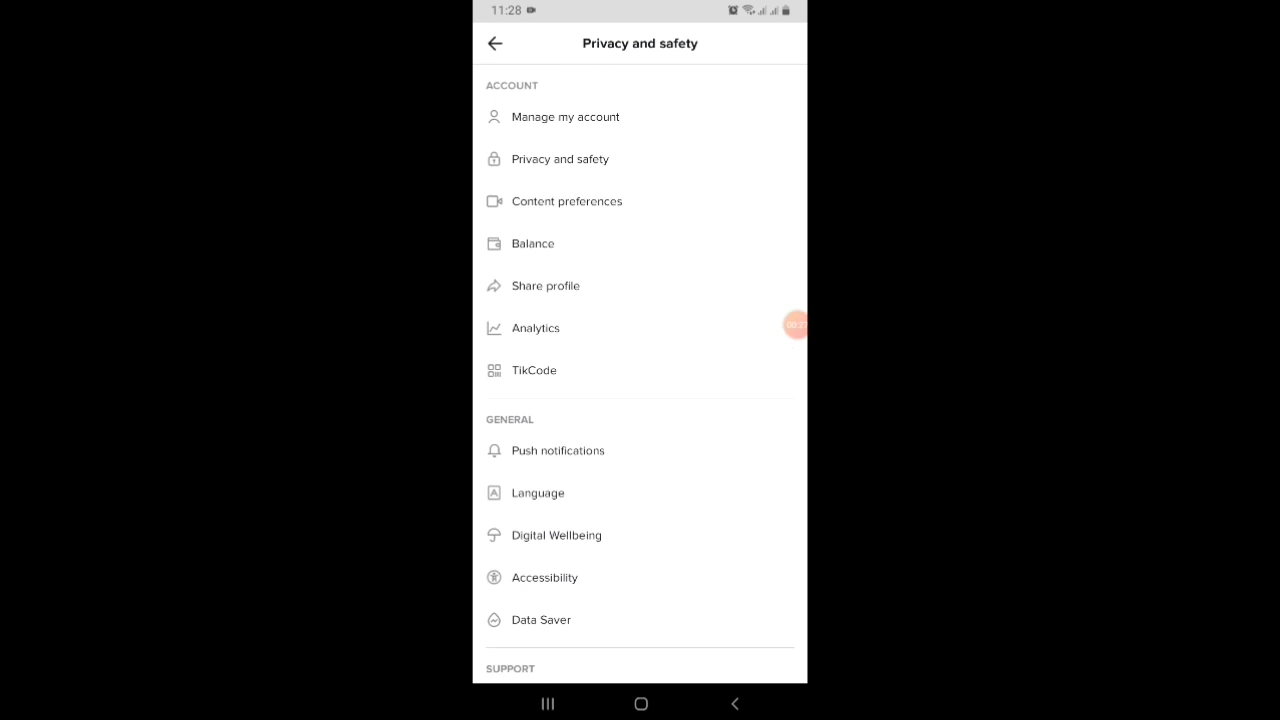 11:28
Privacy and safety
ACCOUNT
Manage my account
Privacy and safety
Content preferences
Balance
Share profile
Analytics
TikCode
GENERAL
Push notifications
Language
Digital Wellbeing
Accessibility
Data Saver
SUPPORT